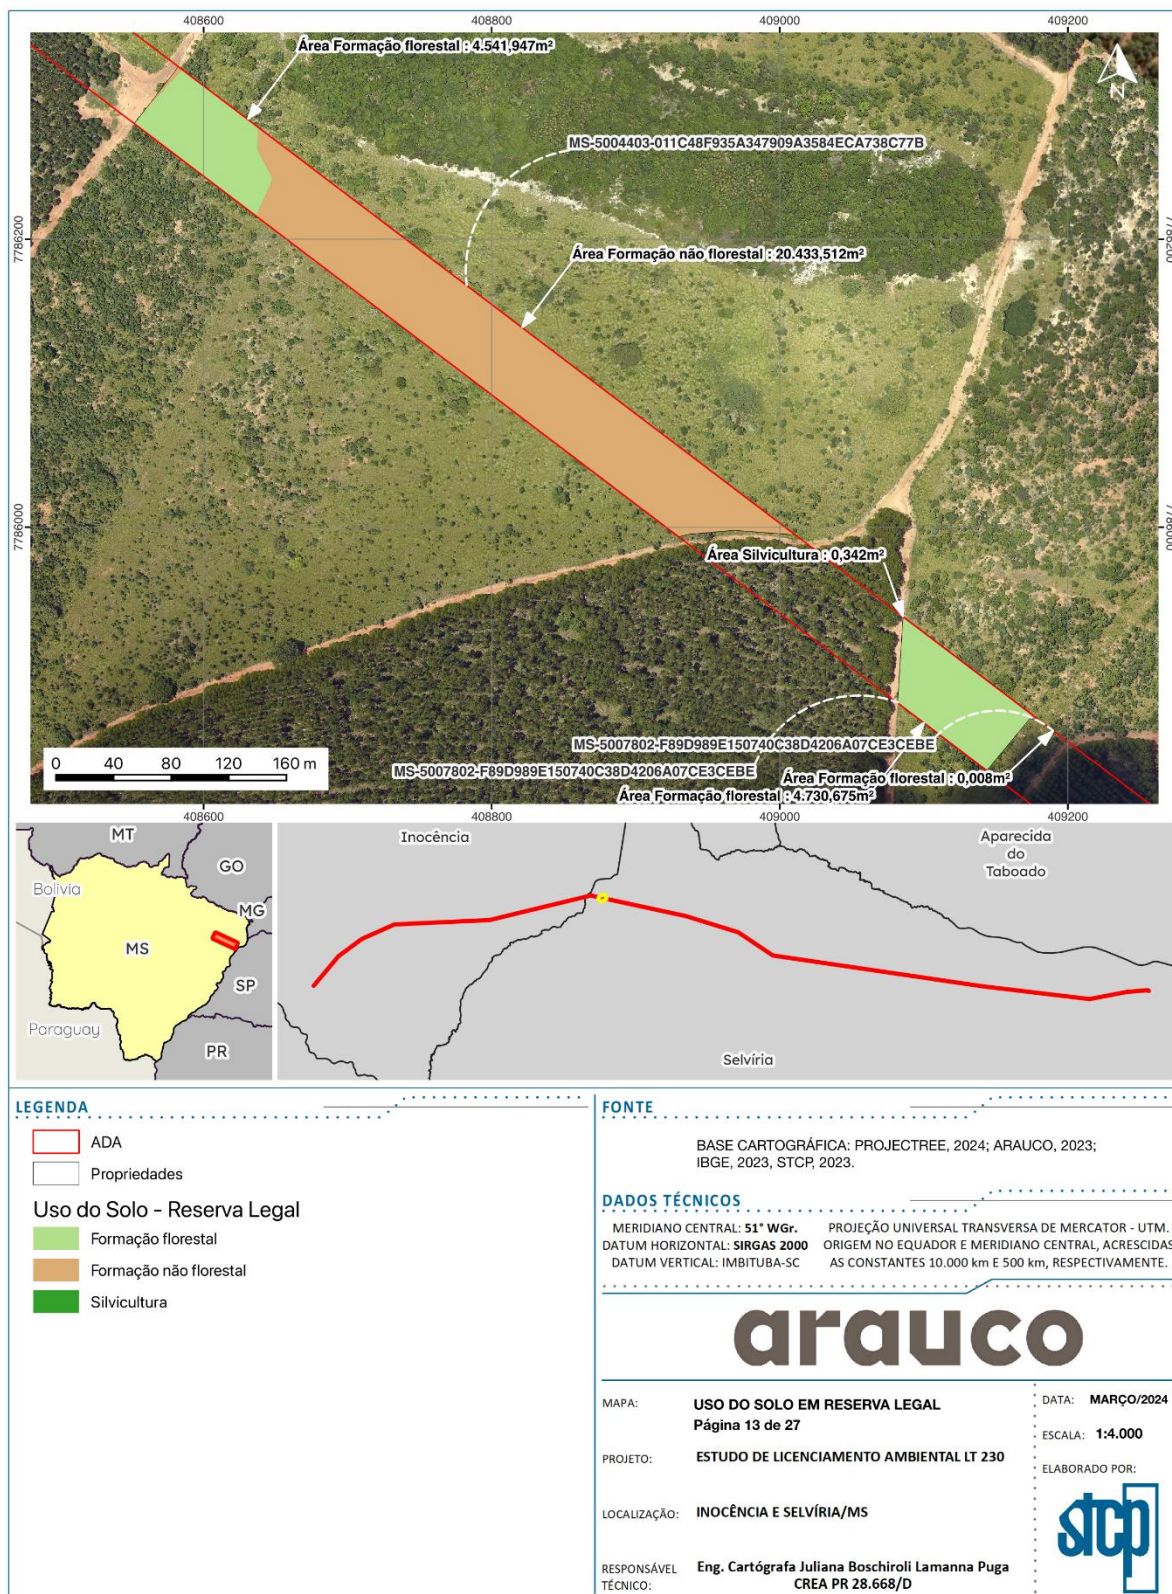 408600
408800
409000
409200
Área Formação florestal : 4.541,947m²
N
MS-5004403-011C48F935A347909A3584ECA738C77B
7786200
7786200
Área Formação não florestal : 20.433,512m²
7786000
7786000
Área Silvicultura : 0,342m²
MS-5007802-F89D989E150740C38D4206A07CE3CEBE
MS-5007802-F89D989E150740C38D4206A07CE3CEBE
Área Formação florestal : 0,008m²
Área Formação florestal : 4.730,675m²
0 40 80 120 160 m
408600
408800
409000
409200
MT
GO
Bolivia
MG
MS
SP
Paraguay
PR
Inocência
Aparecida
do
Taboado
Selvíria
LEGENDA
ADA
Propriedades
Uso do Solo - Reserva Legal
Formação florestal
Formação não florestal
Silvicultura
FONTE
BASE CARTOGRÁFICA: PROJECTREE, 2024; ARAUCO, 2023;
IBGE, 2023, STCP, 2023.
DADOS TÉCNICOS
MERIDIANO CENTRAL: 51° WGr.
DATUM HORIZONTAL: SIRGAS 2000
DATUM VERTICAL: IMBITUBA-SC
PROJEÇÃO UNIVERSAL TRANSVERSA DE MERCATOR - UTM.
ORIGEM NO EQUADOR E MERIDIANO CENTRAL, ACRESCIDAS
AS CONSTANTES 10.000 km E 500 km, RESPECTIVAMENTE.
arauco
MAPA: USO DO SOLO EM RESERVA LEGAL
Página 13 de 27
PROJETO: ESTUDO DE LICENCIAMENTO AMBIENTAL LT 230
LOCALIZAÇÃO: INOCÊNCIA E SELVÍRIA/MS
RESPONSÁVEL
TÉCNICO:
Eng. Cartógrafa Juliana Boschiroli Lamanna Puga
CREA PR 28.668/D
DATA: MARÇO/2024
ESCALA: 1:4.000
ELABORADO POR:
stcp